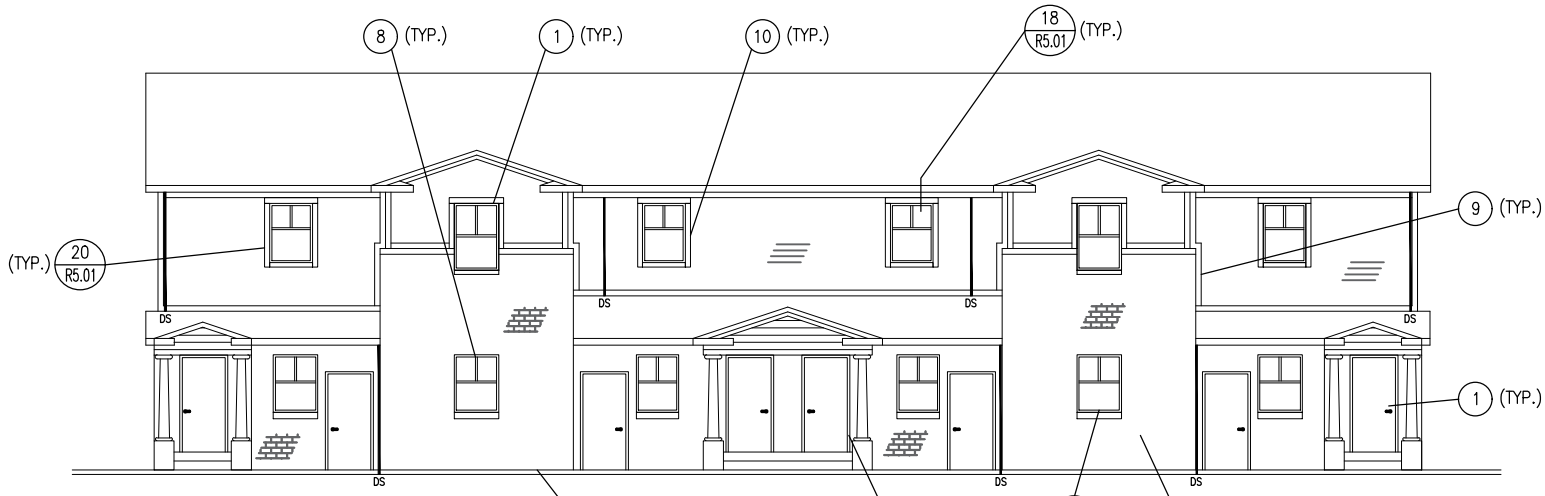 8 (TYP.)
1 (TYP.)
10 (TYP.)
18
R5.01
(TYP.)
9 (TYP.)
(TYP.)
20
R5.01
DS
DS
DS
DS
1 (TYP.)
DS
DS
DS